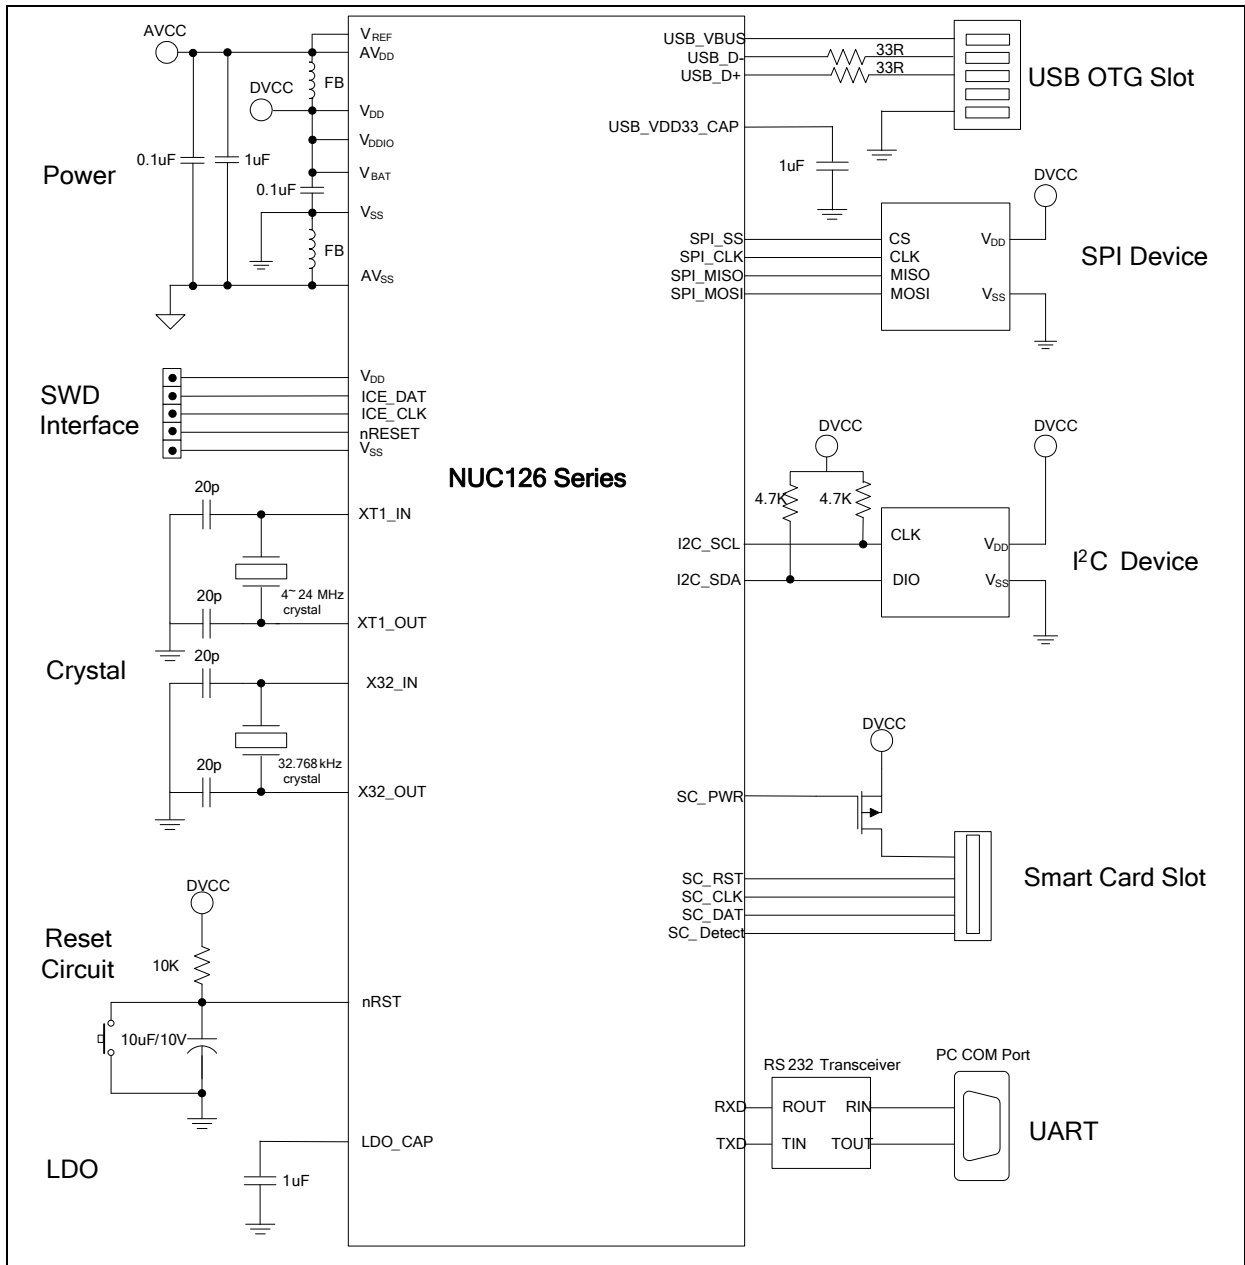 AVCC
VREF
AVDD
FB
DVCC
VDD
VDDIO
VBAT
0.1uF
1uF
0.1uF
VSS
FB
AVSS
Power
SWD
Interface
VDD
ICE_DAT
ICE_CLK
nRESET
VSS
NUC126 Series
20p
XT1_IN
4~24 MHz
crystal
20p
XT1_OUT
Crystal
20p
X32_IN
32.768kHz
crystal
20p
X32_OUT
Reset
Circuit
DVCC
10K
nRST
10uF/10V
LDO
LDO_CAP
1uF
USB_VBUS
USB_D-
33R
USB_D+
33R
USB OTG Slot
USB_VDD33_CAP
1uF
DVCC
SPI_SS
CS
VDD
SPI_CLK
CLK
SPI_MISO
MISO
SPI_MOSI
MOSI
VSS
SPI Device
DVCC
DVCC
4.7K
4.7K
I2C_SCL
CLK
VDD
I2C_SDA
DIO
VSS
I²C Device
DVCC
SC_PWR
SC_RST
SC_CLK
SC_DAT
SC_Detect
Smart Card Slot
RS232 Transceiver
PC COM Port
RXD
ROUT
RIN
TXD
TIN
TOUT
UART